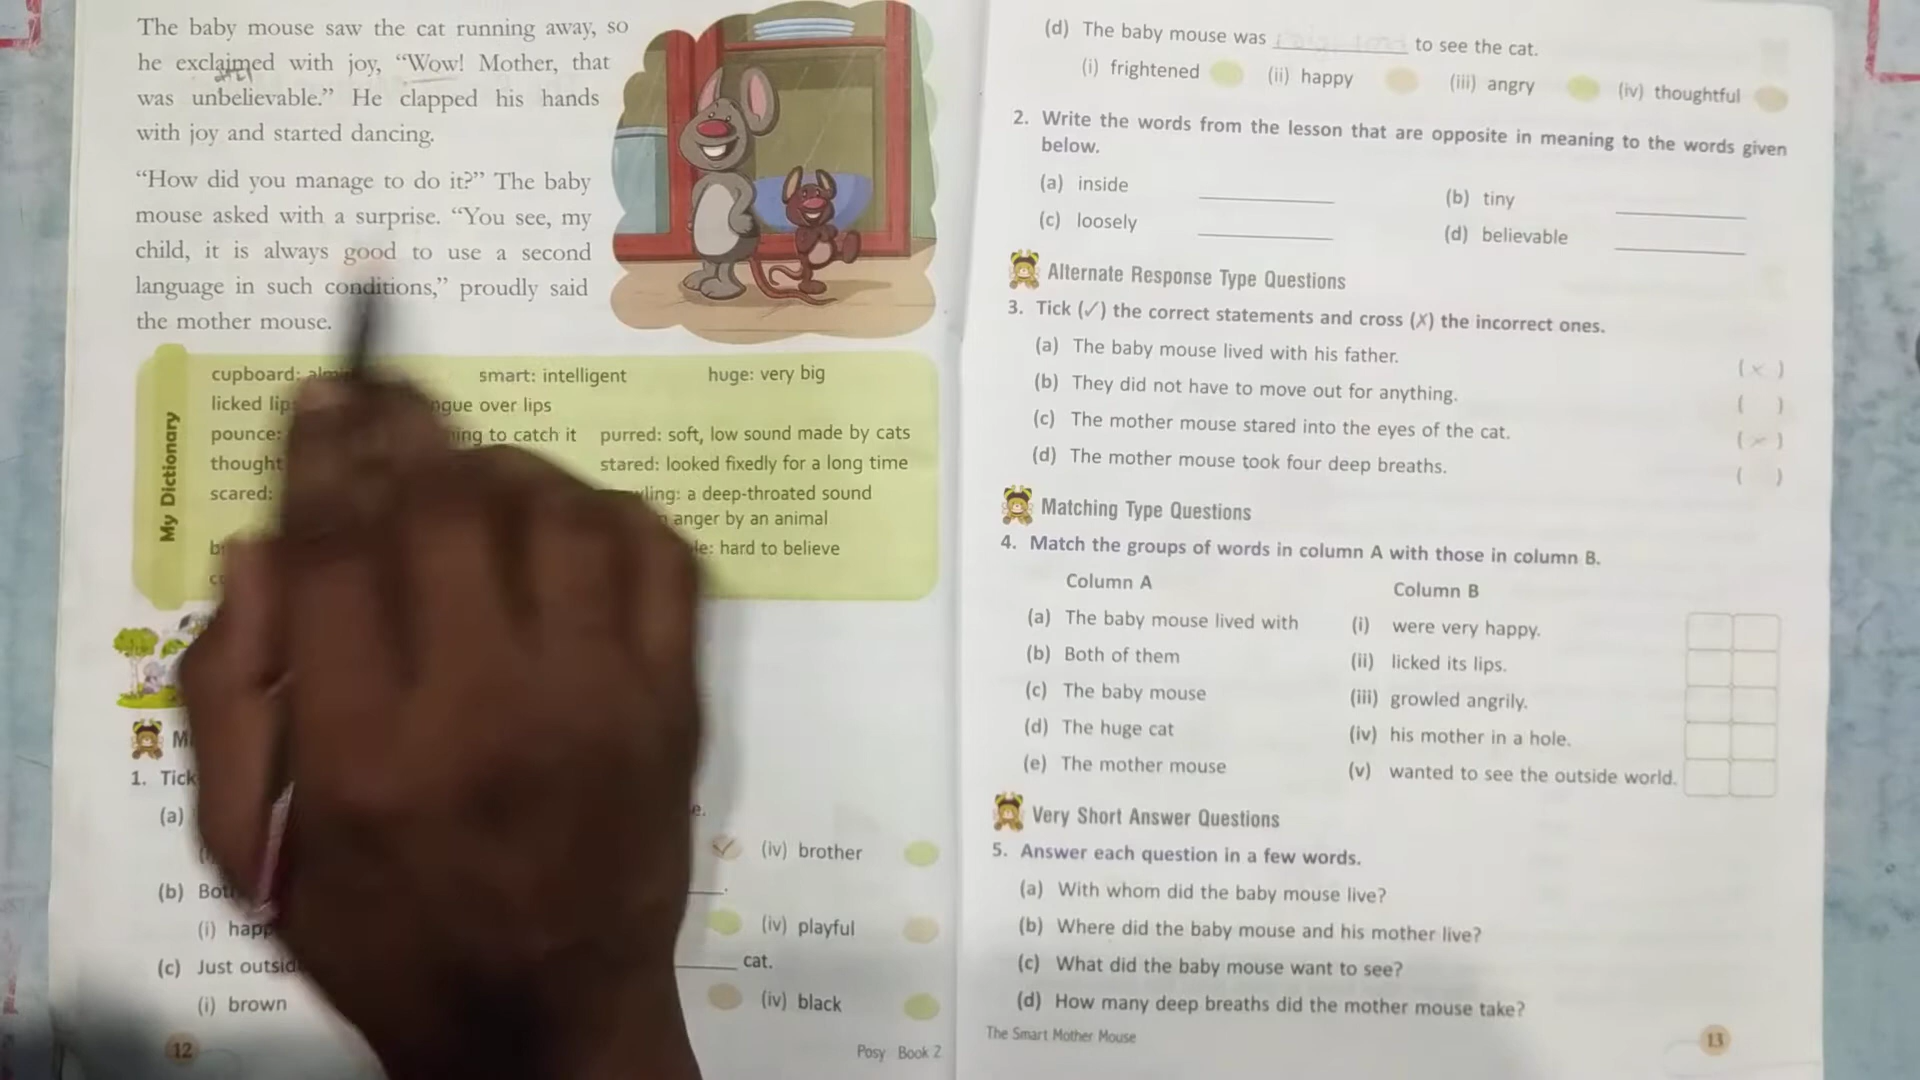 The baby mouse saw the cat running away, so
he exclaimed with joy, “Wow! Mother, that
was unbelievable.” He clapped his hands
with joy and started dancing.
“How did you manage to do it?” The baby
mouse asked with a surprise. “You see, my
child, it is always good to use a second
language in such conditions,” proudly said
the mother mouse.
My Dictionary
cupboard: smart: intelligent huge: very big
licked over lips
pounce: to catch it purred: soft, low sound made by cats
thought stared: looked fixedly for a long time
scared: a deep-throated sound
anger by an animal
hard to believe
1. Tick
(a)
(iv) brother
(b)
(i) (iv) playful
(c) Just cat.
(i) brown (iv) black
12
Posy Book 2
(d) The baby mouse was ____ to see the cat.
(i) frightened (ii) happy (iii) angry (iv) thoughtful
2. Write the words from the lesson that are opposite in meaning to the words given
below.
(a) inside ____ (b) tiny ____
(c) loosely ____ (d) believable ____
Alternate Response Type Questions
3. Tick (✓) the correct statements and cross (✗) the incorrect ones.
(a) The baby mouse lived with his father. (x)
(b) They did not have to move out for anything. ( )
(c) The mother mouse stared into the eyes of the cat. (x)
(d) The mother mouse took four deep breaths. ( )
Matching Type Questions
4. Match the groups of words in column A with those in column B.
Column A Column B
(a) The baby mouse lived with (i) were very happy.
(b) Both of them (ii) licked its lips.
(c) The baby mouse (iii) growled angrily.
(d) The huge cat (iv) his mother in a hole.
(e) The mother mouse (v) wanted to see the outside world.
Very Short Answer Questions
5. Answer each question in a few words.
(a) With whom did the baby mouse live?
(b) Where did the baby mouse and his mother live?
(c) What did the baby mouse want to see?
(d) How many deep breaths did the mother mouse take?
The Smart Mother Mouse
13